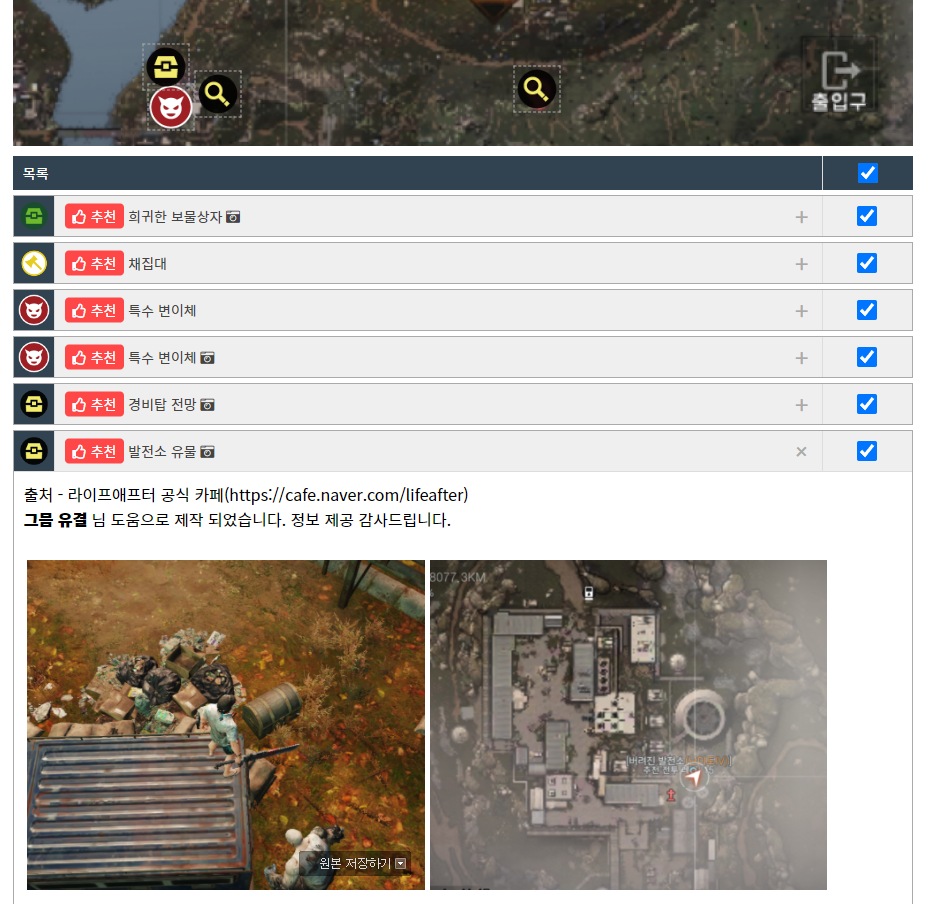 출입구
목록
추천 희귀한 보물상자
추천 채집대
추천 특수 변이체
추천 특수 변이체
추천 경비탑 전망
추천 발전소 유물
출처 - 라이프애프터 공식 카페(https://cafe.naver.com/lifeafter)
그믐 유결 님 도움으로 제작 되었습니다. 정보 제공 감사드립니다.
원본 저장하기
8077.3KM
버려진 발전소
추천 전투